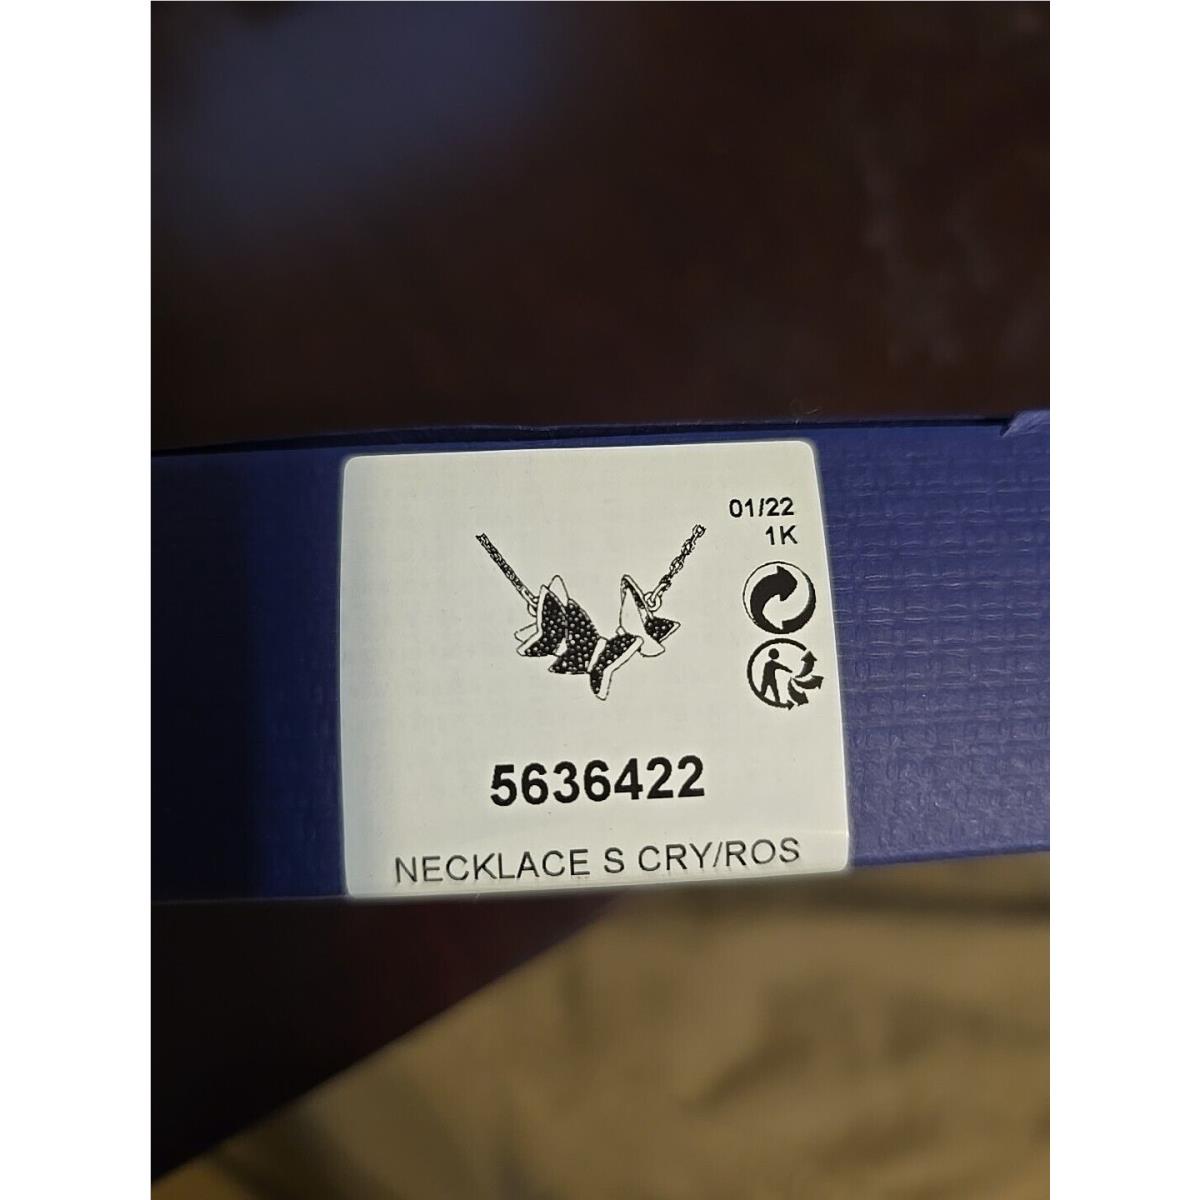 01/22
1K
5636422
NECKLACE S CRY/ROS